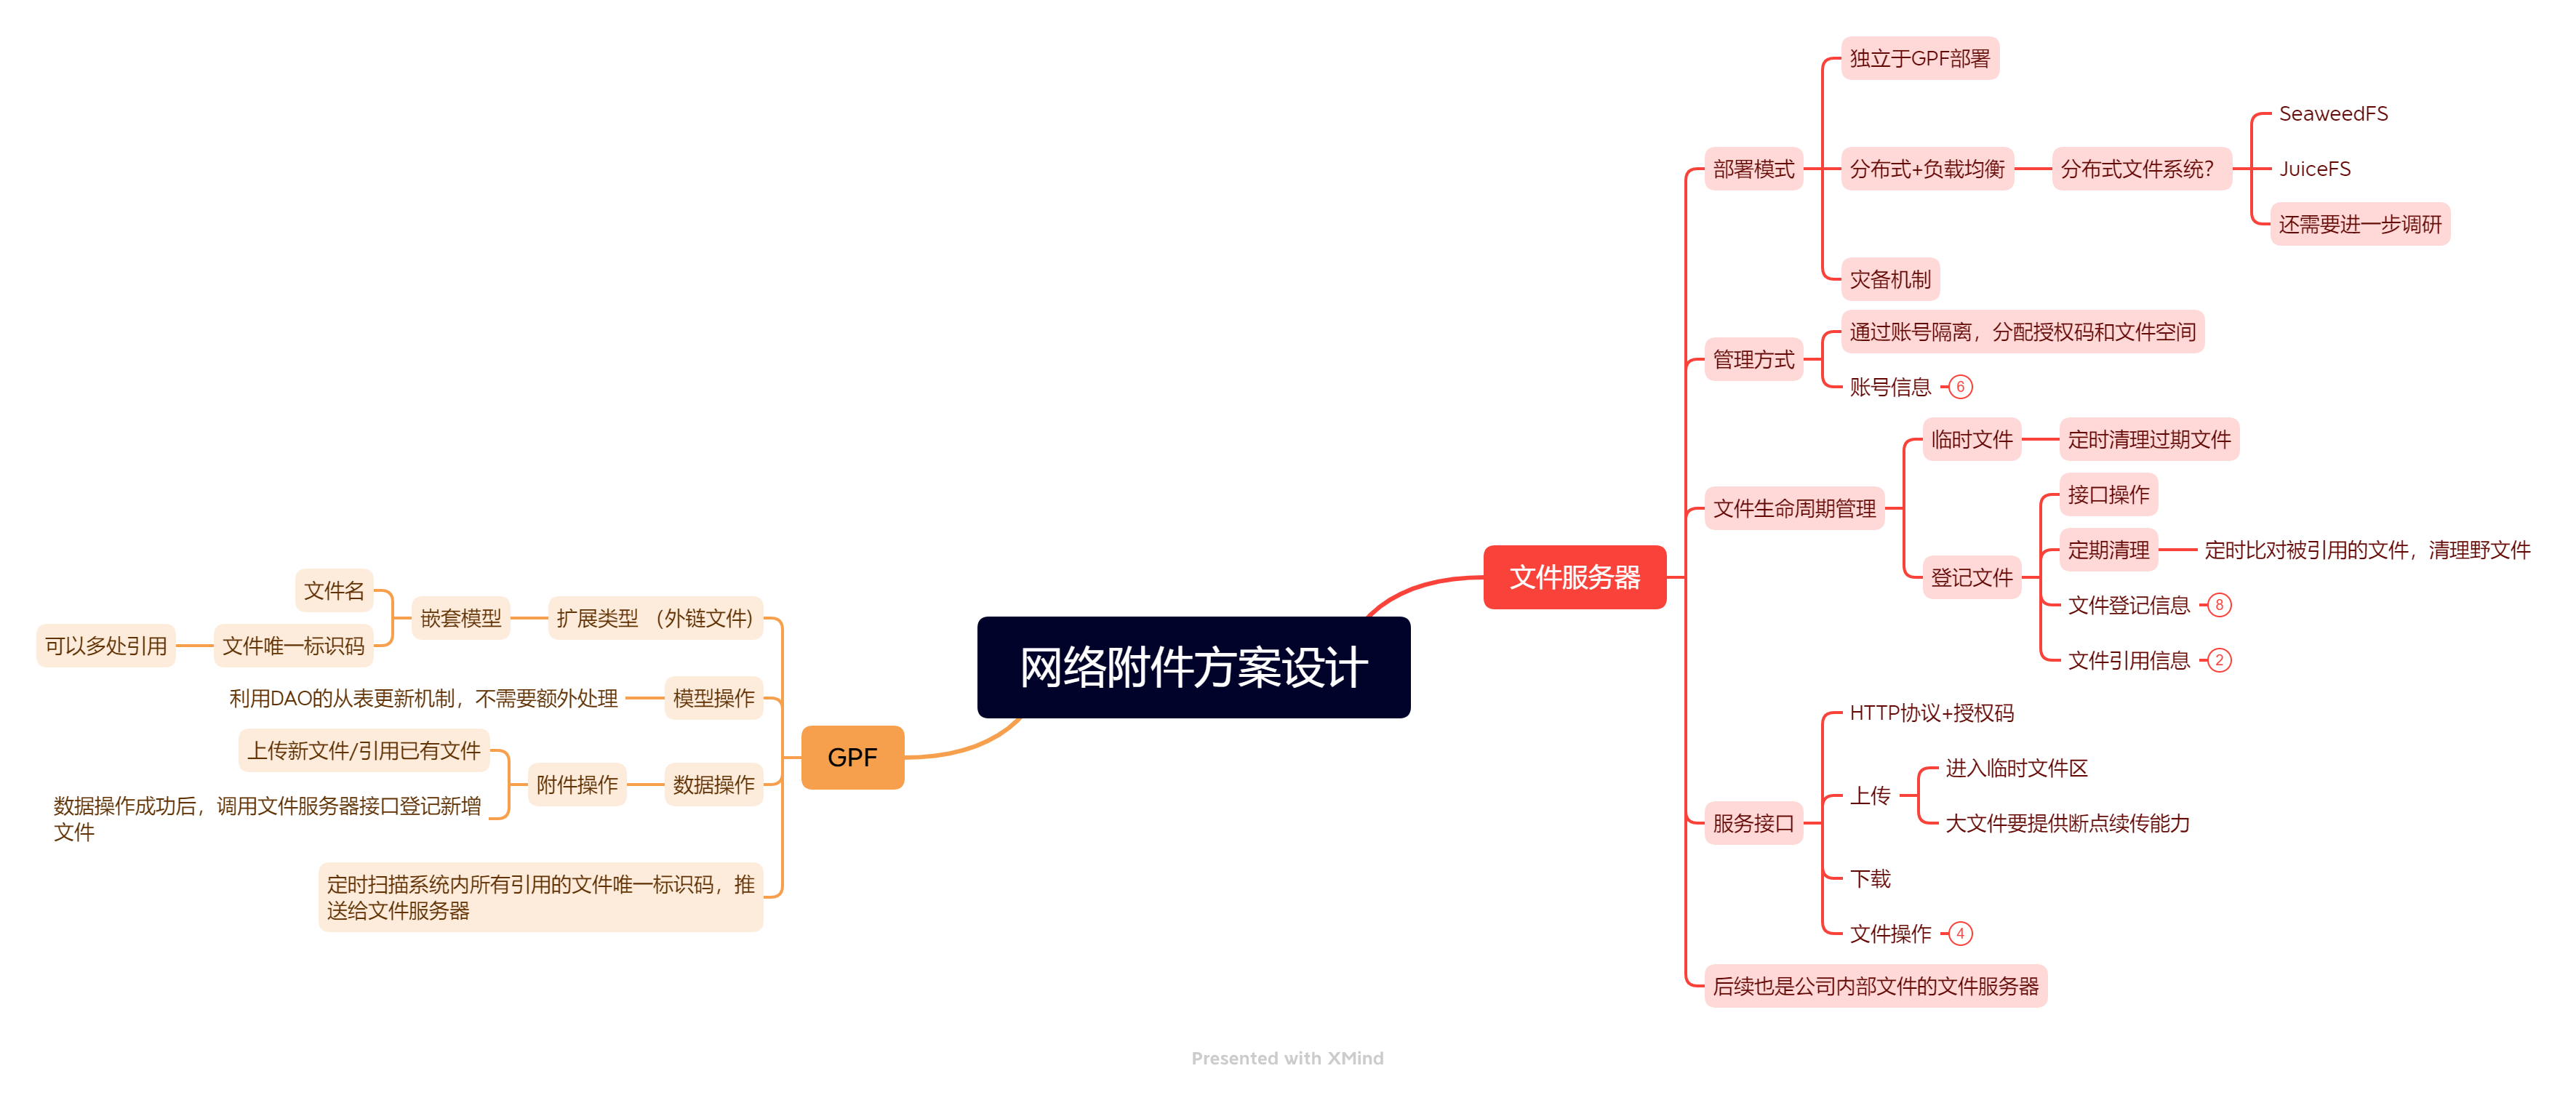 网络附件方案设计
文件服务器
部署模式
独立于GPF部署
分布式+负载均衡
分布式文件系统？
SeaweedFS
JuiceFS
还需要进一步调研
灾备机制
管理方式
通过账号隔离，分配授权码和文件空间
账号信息
6
文件生命周期管理
临时文件
定时清理过期文件
登记文件
接口操作
定期清理
定时比对被引用的文件，清理野文件
文件登记信息
8
文件引用信息
2
服务接口
HTTP协议+授权码
上传
进入临时文件区
大文件要提供断点续传能力
下载
文件操作
4
后续也是公司内部文件的文件服务器
GPF
扩展类型 （外链文件)
嵌套模型
文件名
文件唯一标识码
可以多处引用
模型操作
利用DAO的从表更新机制，不需要额外处理
数据操作
附件操作
上传新文件/引用已有文件
数据操作成功后，调用文件服务器接口登记新增
文件
定时扫描系统内所有引用的文件唯一标识码，推
送给文件服务器
Presented with XMind